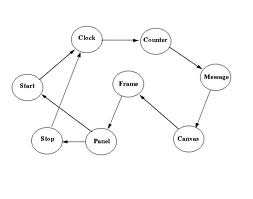 Clock
Counter
Message
Frame
Start
Stop
Panel
Canvas